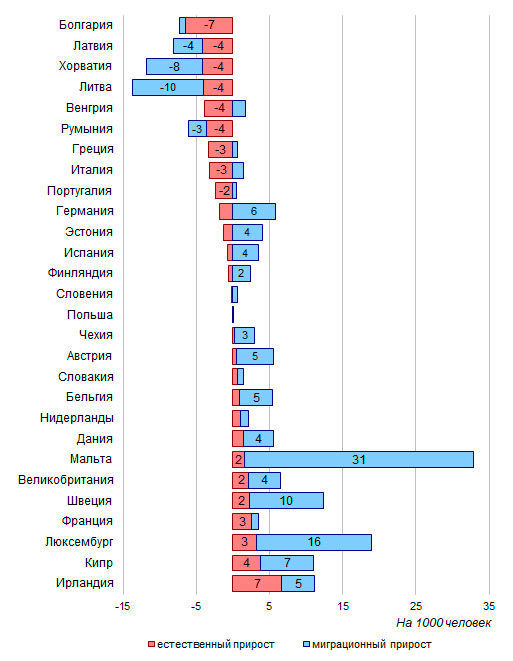 Болгария -7
Латвия -4 -4
Хорватия -8 -4
Литва -10 -4
Венгрия -4
Румыния -3 -4
Греция -3
Италия -3
Португалия -2
Германия 6
Эстония 4
Испания 4
Финляндия 2
Словения
Польша
Чехия 3
Австрия 5
Словакия
Бельгия 5
Нидерланды
Дания 4
Мальта 2 31
Великобритания 2 4
Швеция 2 10
Франция 3
Люксембург 3 16
Кипр 4 7
Ирландия 7 5
-15 -5 5 15 25 35
На 1000 человек
естественный прирост миграционный прирост